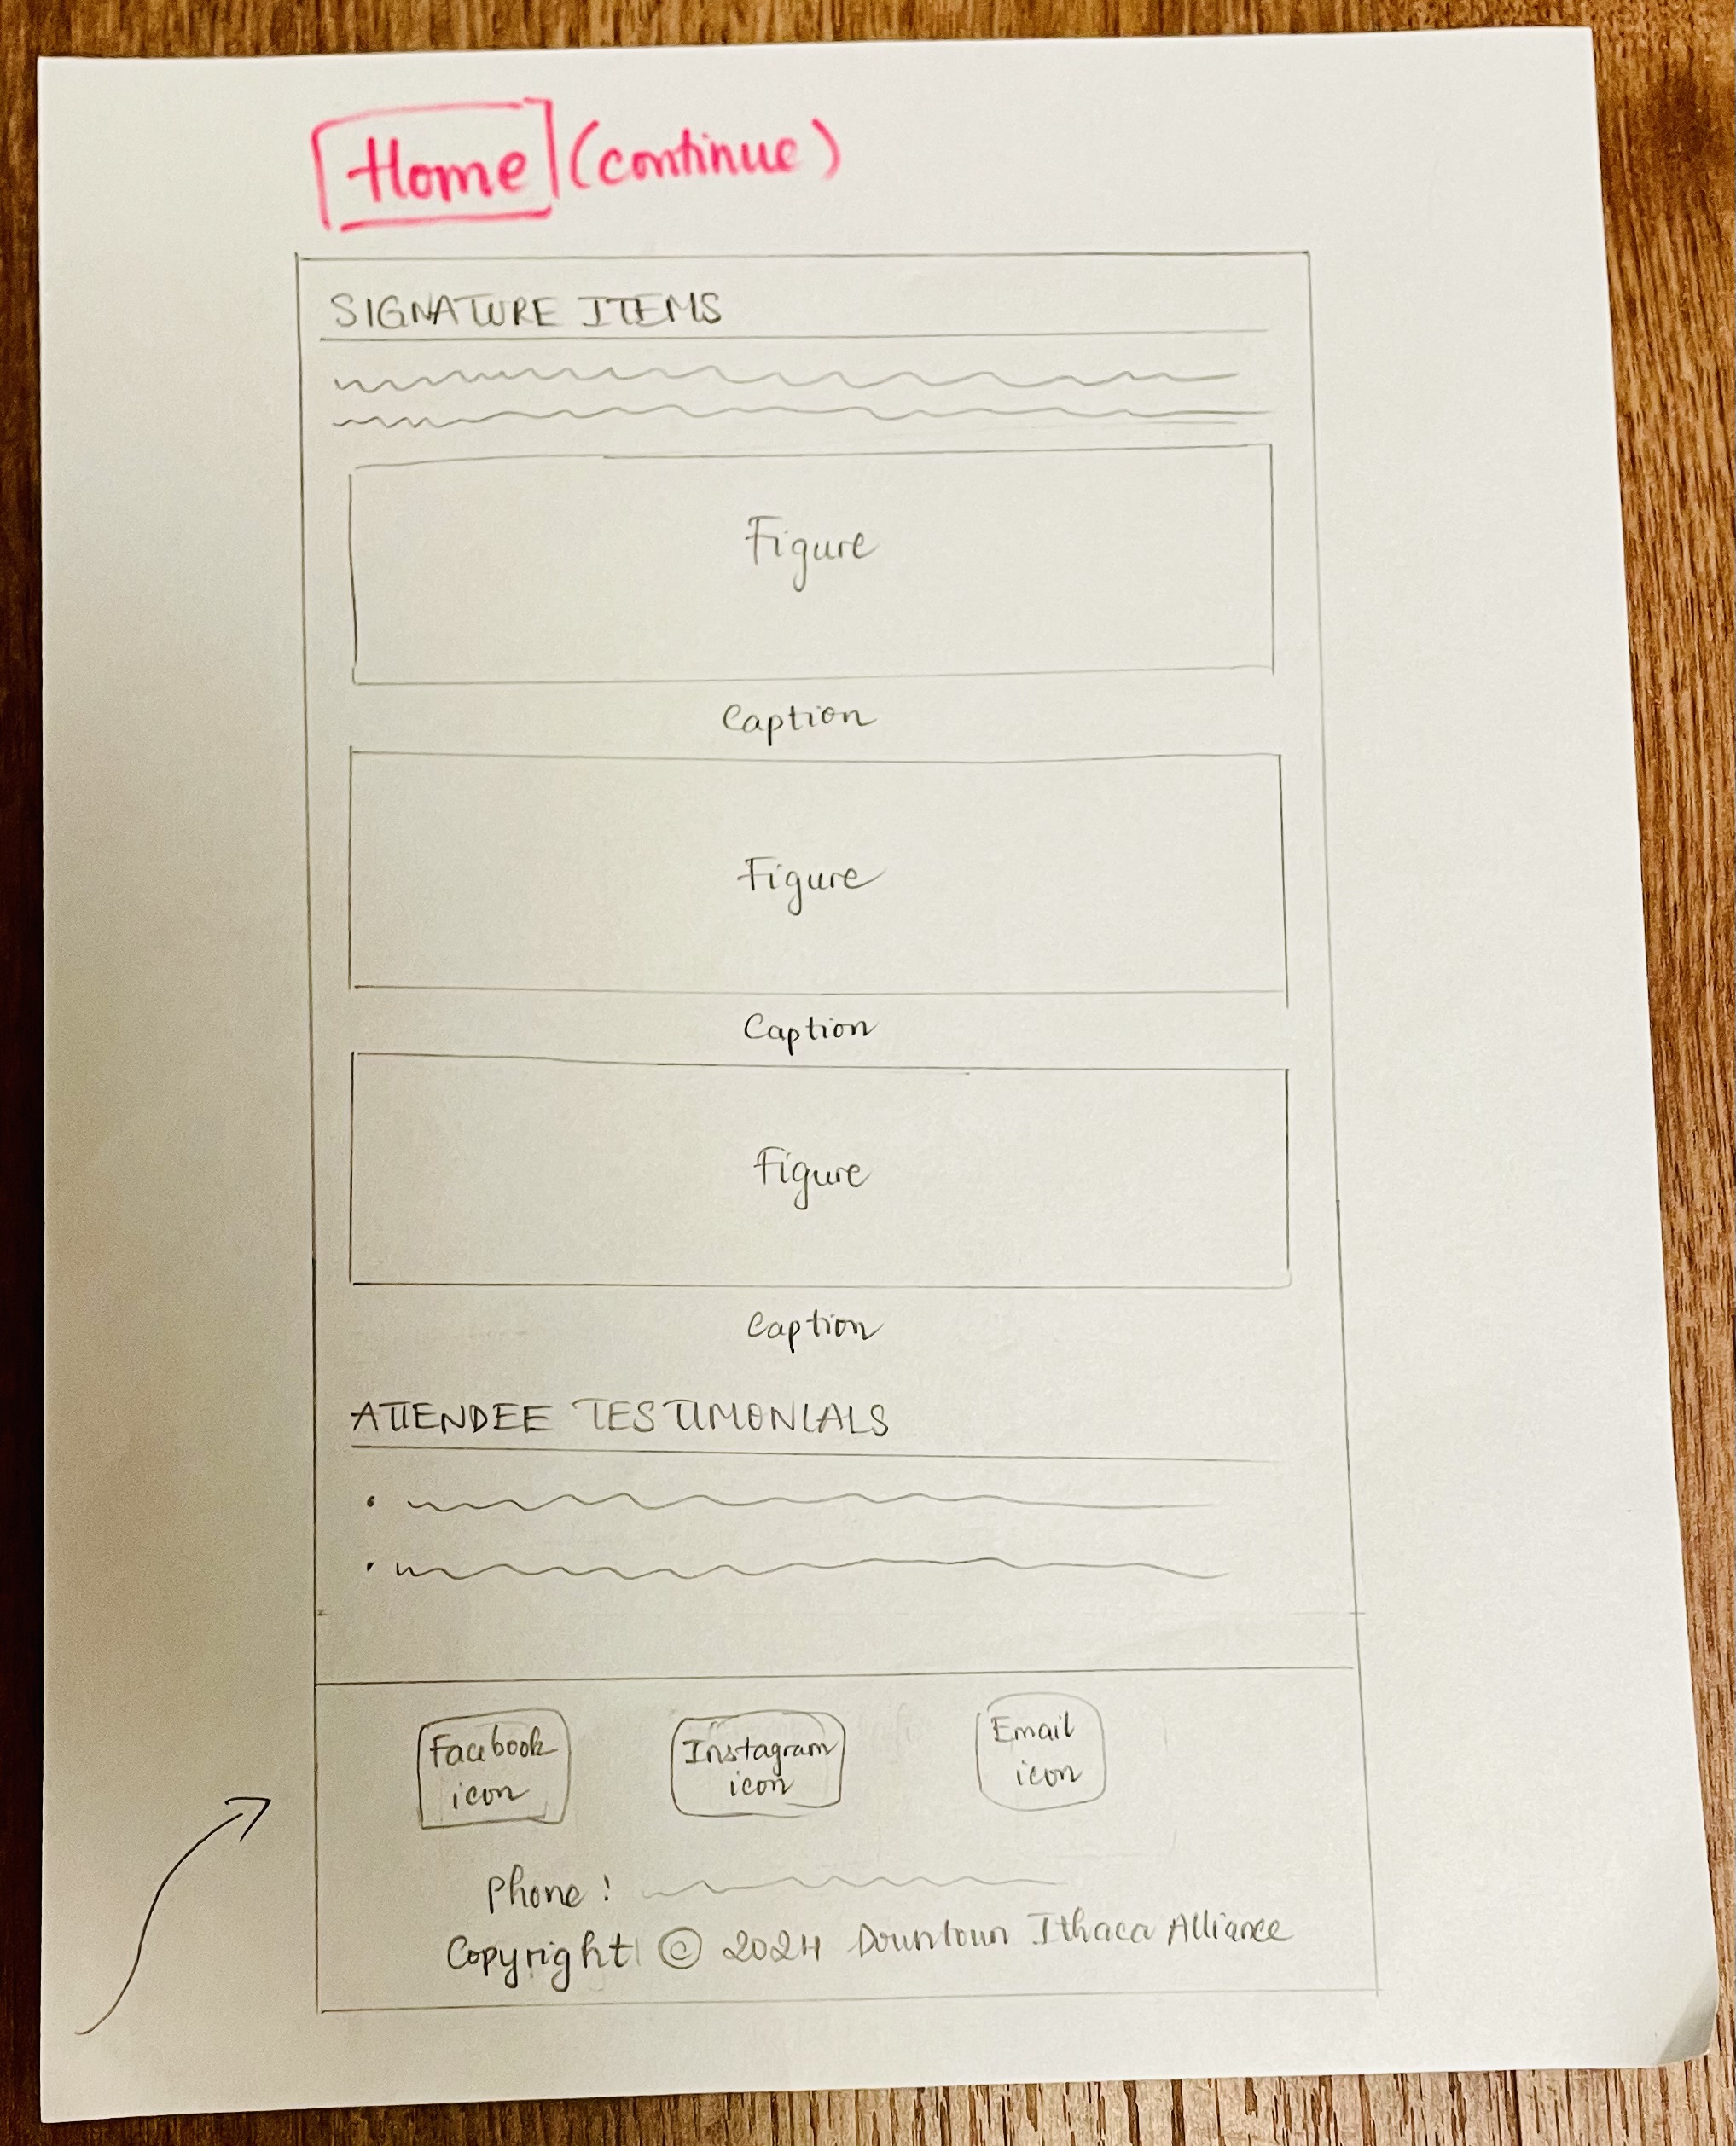 Home (continue)
SIGNATURE ITEMS
Figure
Caption
Figure
Caption
Figure
Caption
ATTENDEE TESTIMONIALS
Facebook icon
Instagram icon
Email icon
Phone:
Copyright © 2024 Downtown Ithaca Alliance